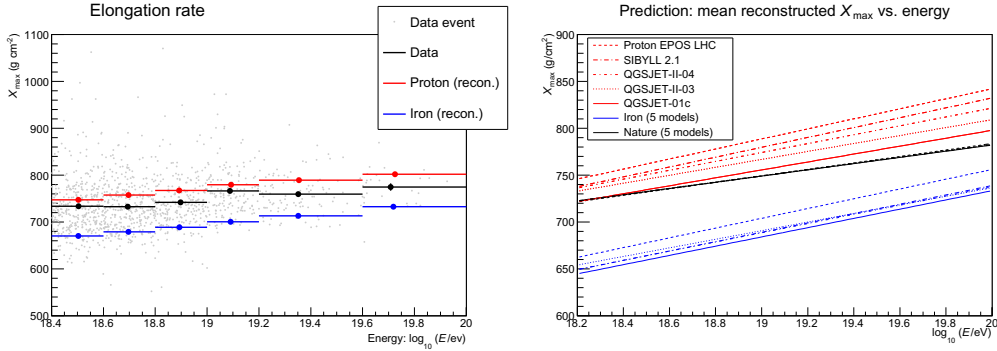 Elongation rate
X_max (g cm⁻²)
1100
1000
900
800
700
600
500
Data event
Data
Proton (recon.)
Iron (recon.)
18.4 18.6 18.8 19 19.2 19.4 19.6 19.8 20
Energy: log₁₀ (E/ev)
Prediction: mean reconstructed X_max vs. energy
X_max (g/cm²)
900
850
800
750
700
650
600
Proton EPOS LHC
SIBYLL 2.1
QGSJET-II-04
QGSJET-II-03
QGSJET-01c
Iron (5 models)
Nature (5 models)
18.2 18.4 18.6 18.8 19 19.2 19.4 19.6 19.8 20
log₁₀ (E/eV)